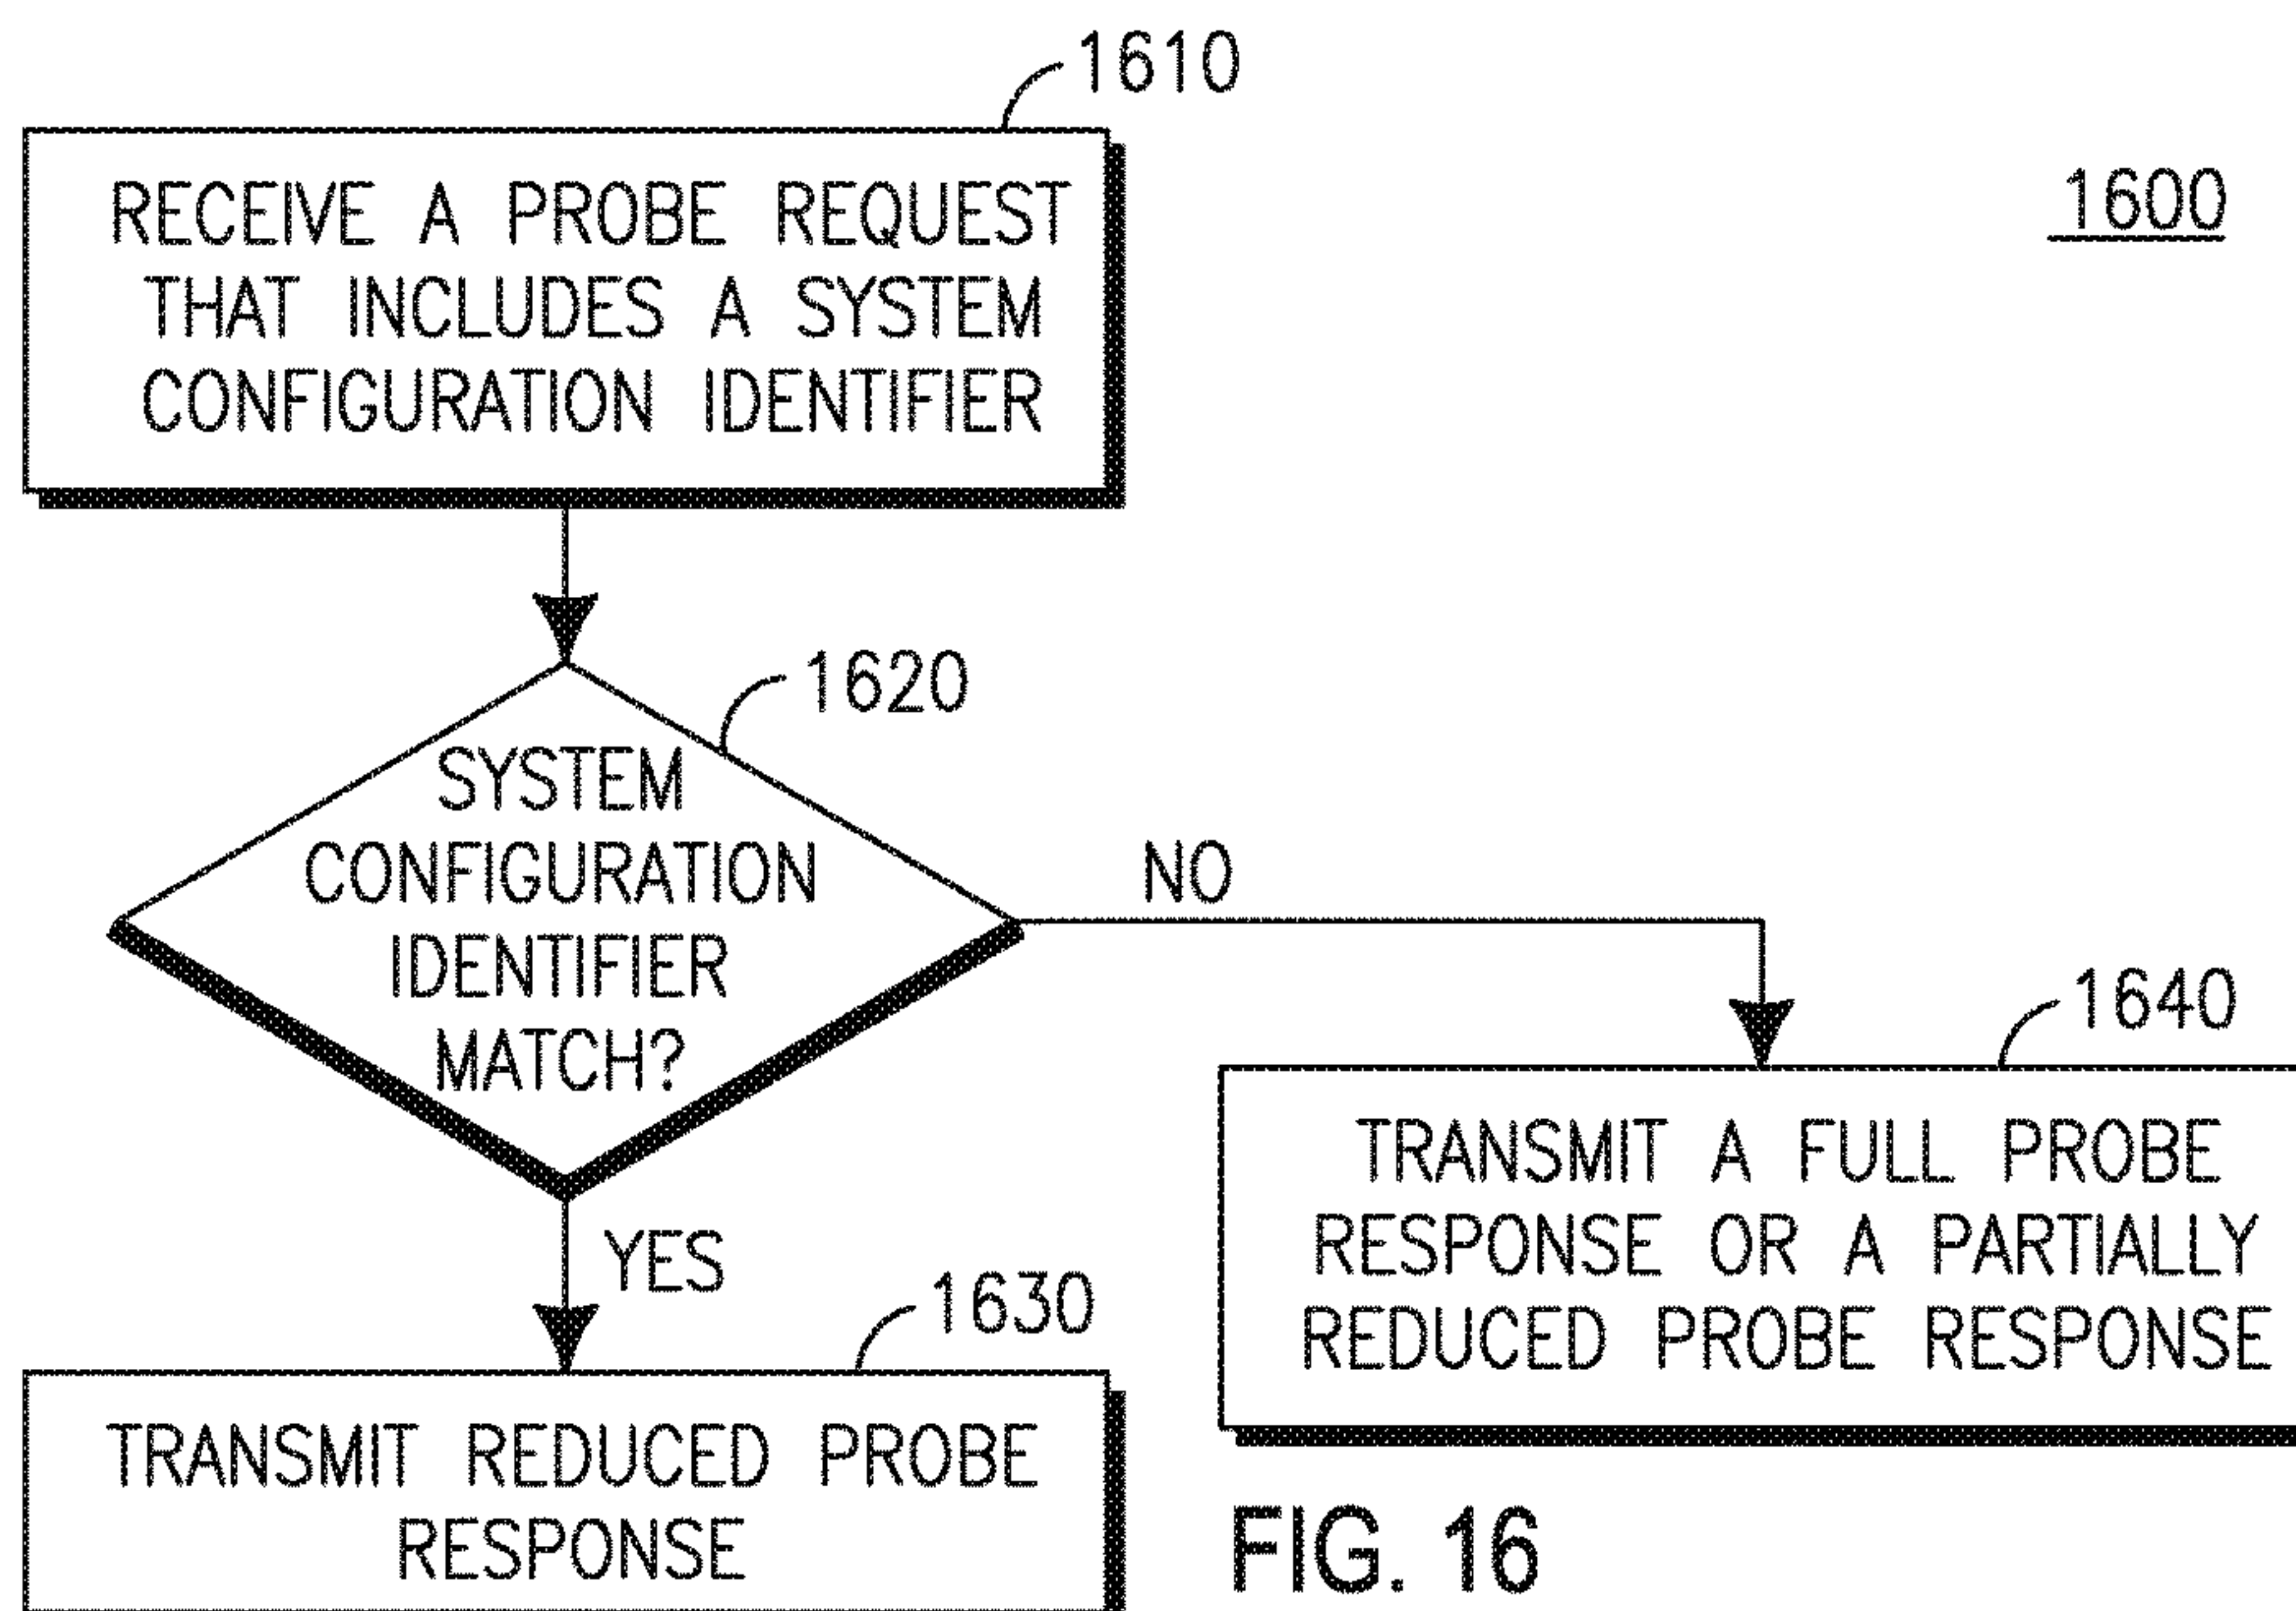 1610
1600
RECEIVE A PROBE REQUEST
THAT INCLUDES A SYSTEM
CONFIGURATION IDENTIFIER
1620
SYSTEM
CONFIGURATION
IDENTIFIER
MATCH?
NO
YES
1640
TRANSMIT A FULL PROBE
RESPONSE OR A PARTIALLY
REDUCED PROBE RESPONSE
1630
TRANSMIT REDUCED PROBE
RESPONSE
FIG. 16